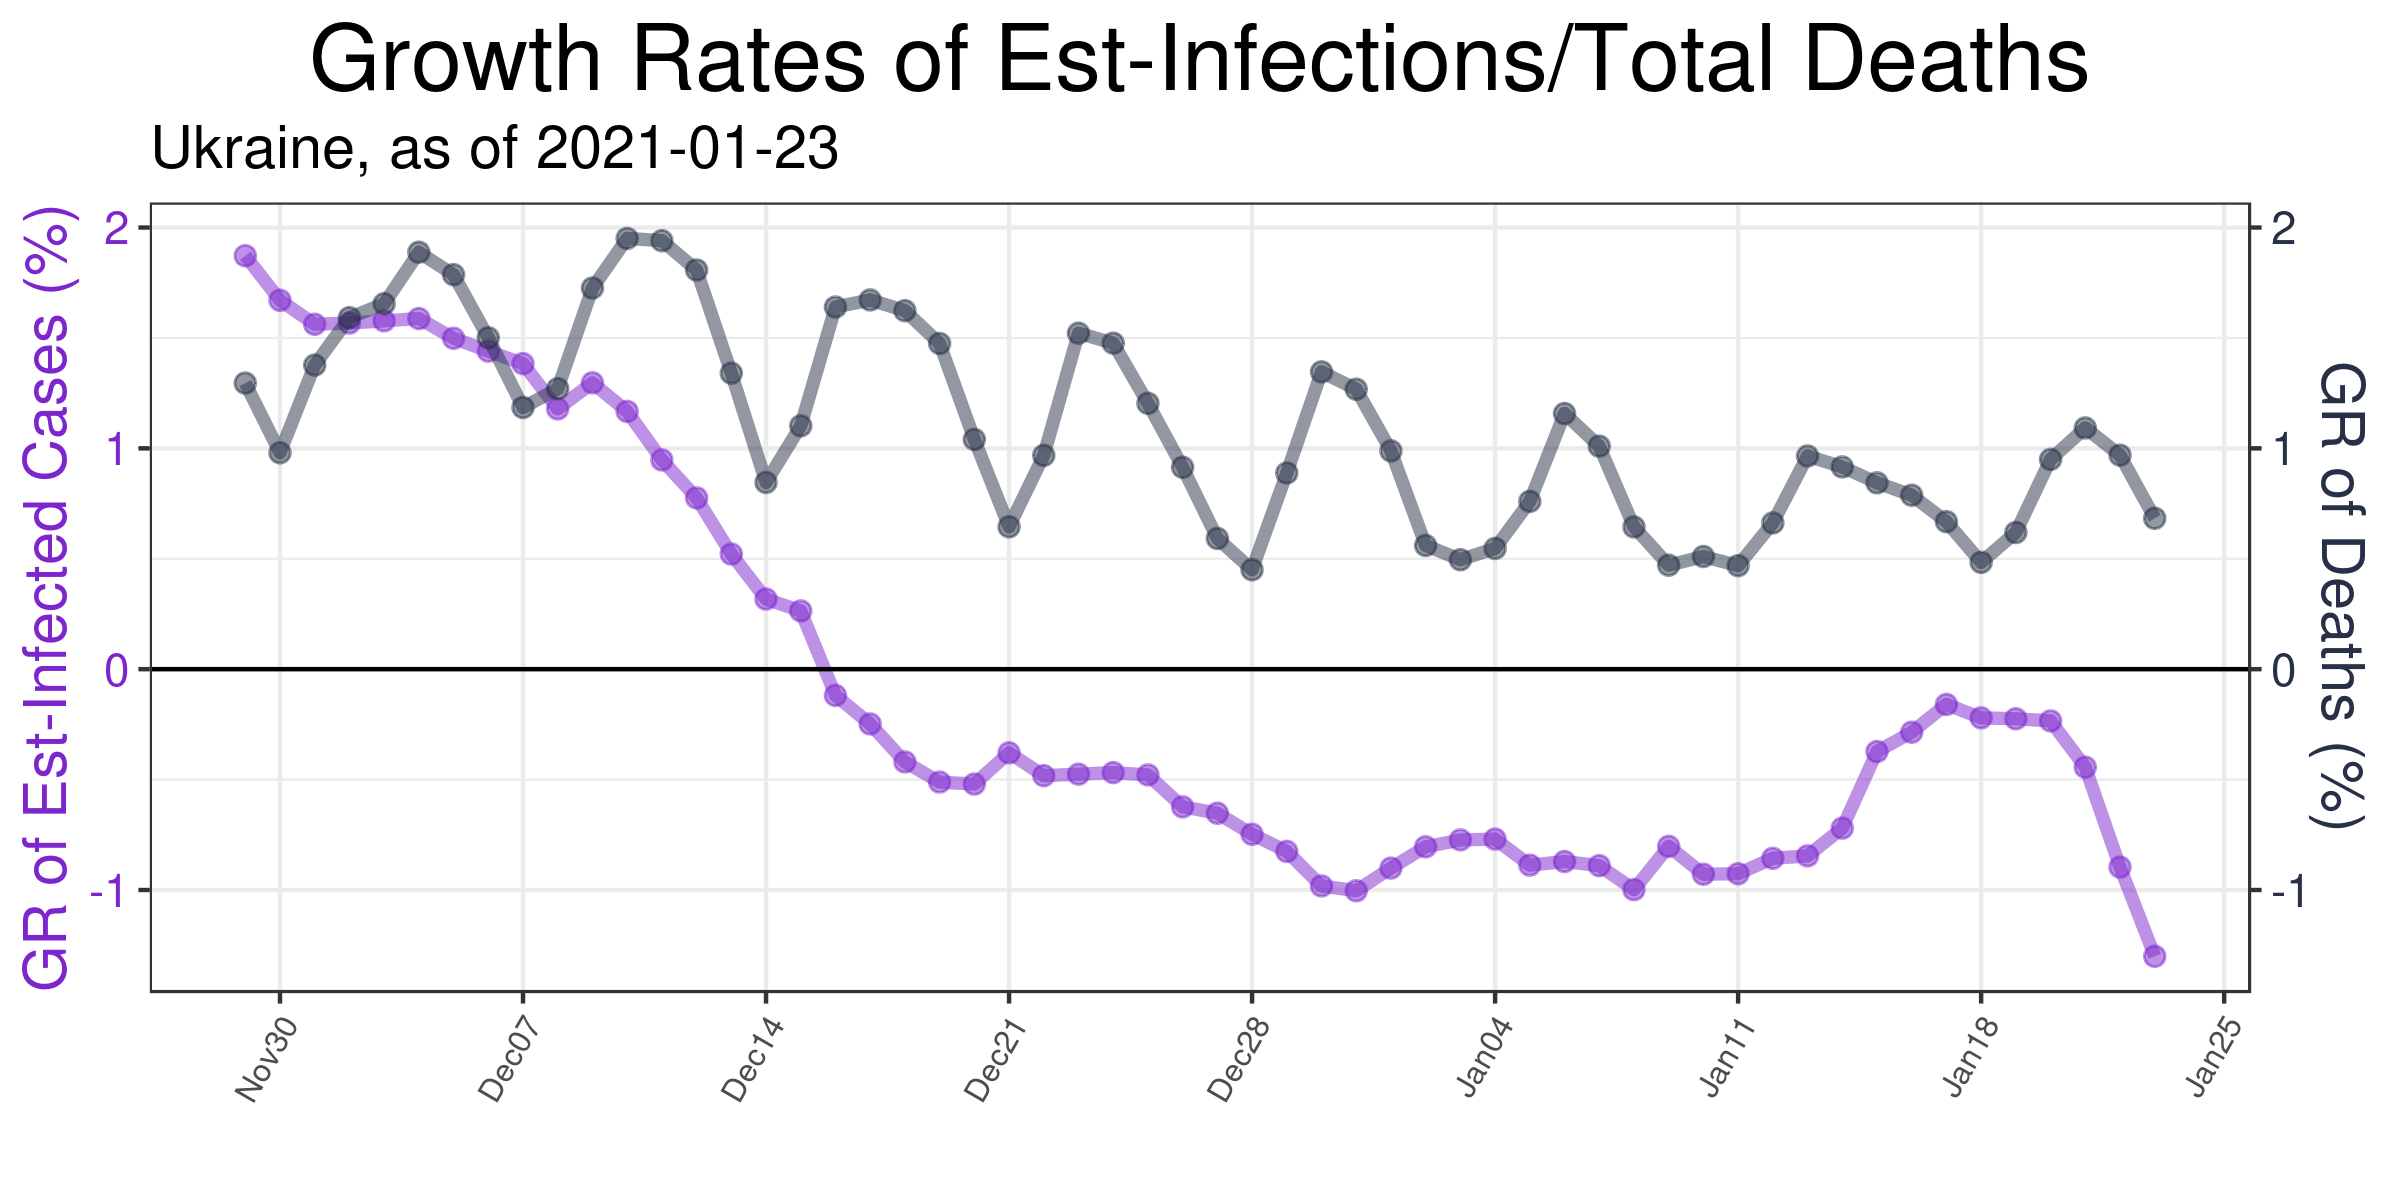 Growth Rates of Est-Infections/Total Deaths
Ukraine, as of 2021-01-23
GR of Est-Infected Cases (%)
2
1
0
-1
2
1
0
-1
GR of Deaths (%)
Nov30
Dec07
Dec14
Dec21
Dec28
Jan04
Jan11
Jan18
Jan25